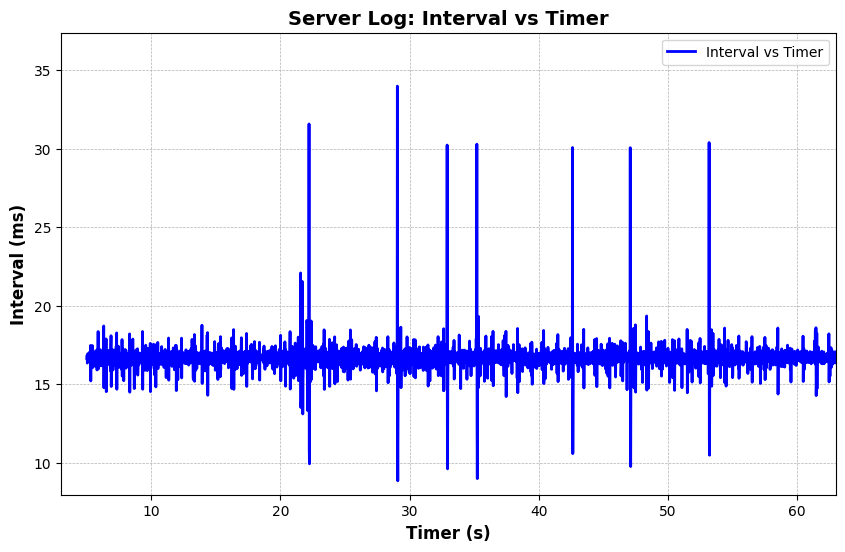 Server Log: Interval vs Timer
Interval vs Timer
35
30
25
20
15
10
Interval (ms)
10 20 30 40 50 60
Timer (s)